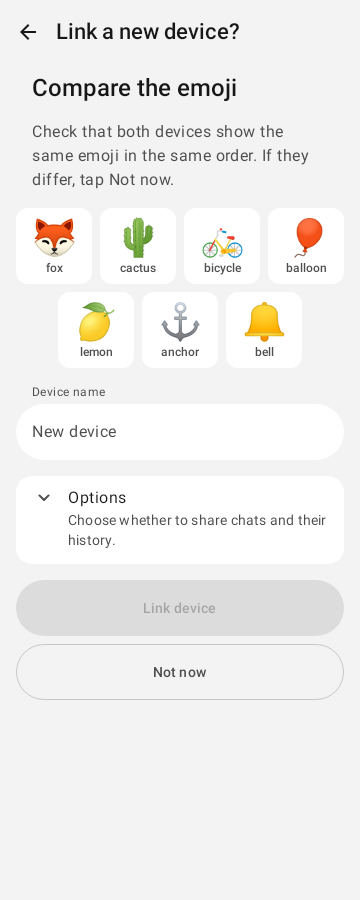 Link a new device?
Compare the emoji
Check that both devices show the
same emoji in the same order. If they
differ, tap Not now.
fox
cactus
bicycle
balloon
lemon
anchor
bell
Device name
New device
Options
Choose whether to share chats and their
history.
Link device
Not now